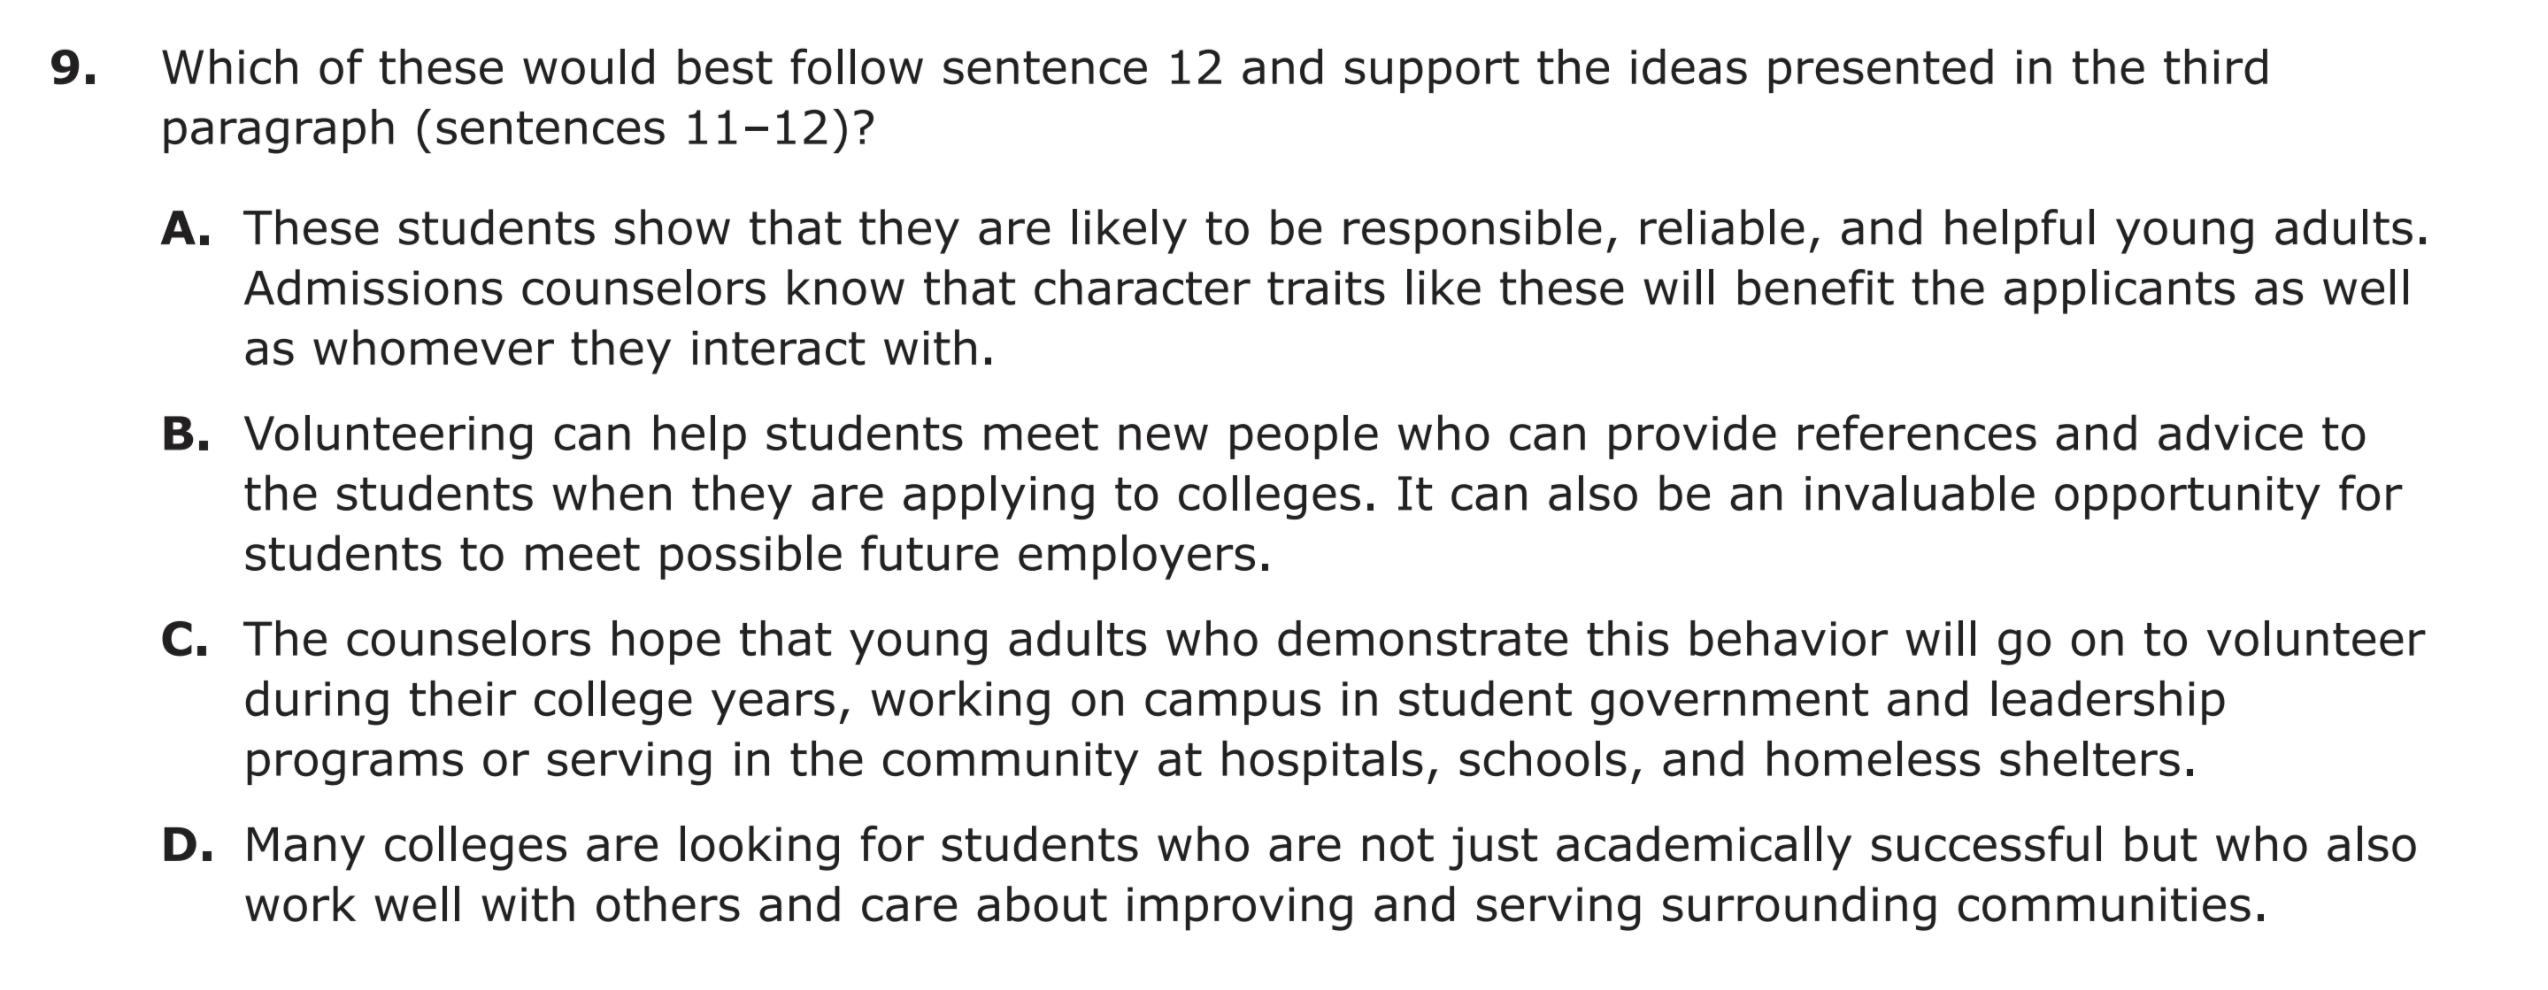 9. Which of these would best follow sentence 12 and support the ideas presented in the third
paragraph (sentences 11–12)?
A. These students show that they are likely to be responsible, reliable, and helpful young adults.
Admissions counselors know that character traits like these will benefit the applicants as well
as whomever they interact with.
B. Volunteering can help students meet new people who can provide references and advice to
the students when they are applying to colleges. It can also be an invaluable opportunity for
students to meet possible future employers.
C. The counselors hope that young adults who demonstrate this behavior will go on to volunteer
during their college years, working on campus in student government and leadership
programs or serving in the community at hospitals, schools, and homeless shelters.
D. Many colleges are looking for students who are not just academically successful but who also
work well with others and care about improving and serving surrounding communities.